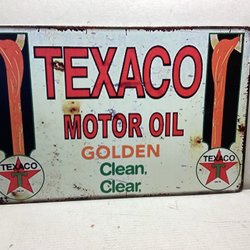 TEXACO
MOTOR OIL
GOLDEN
Clean,
Clear.
TEXACO
T
TEXACO
T